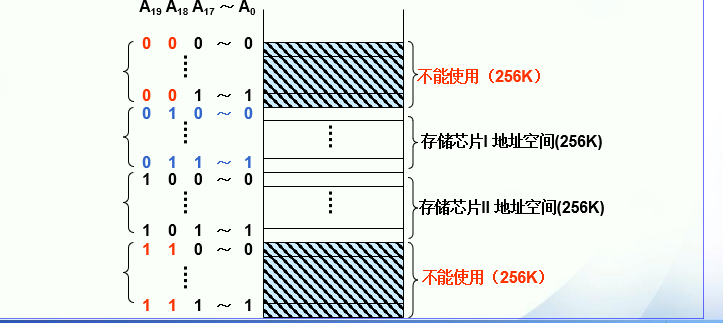 A19 A18 A17 ~ A0
0 0 0 ~ 0
⋮
0 0 1 ~ 1
不能使用（256K）
0 1 0 ~ 0
⋮ ⋮
0 1 1 ~ 1
存储芯片I 地址空间(256K)
1 0 0 ~ 0
⋮ ⋮
1 0 1 ~ 1
存储芯片II 地址空间(256K)
1 1 0 ~ 0
⋮
1 1 1 ~ 1
不能使用（256K）